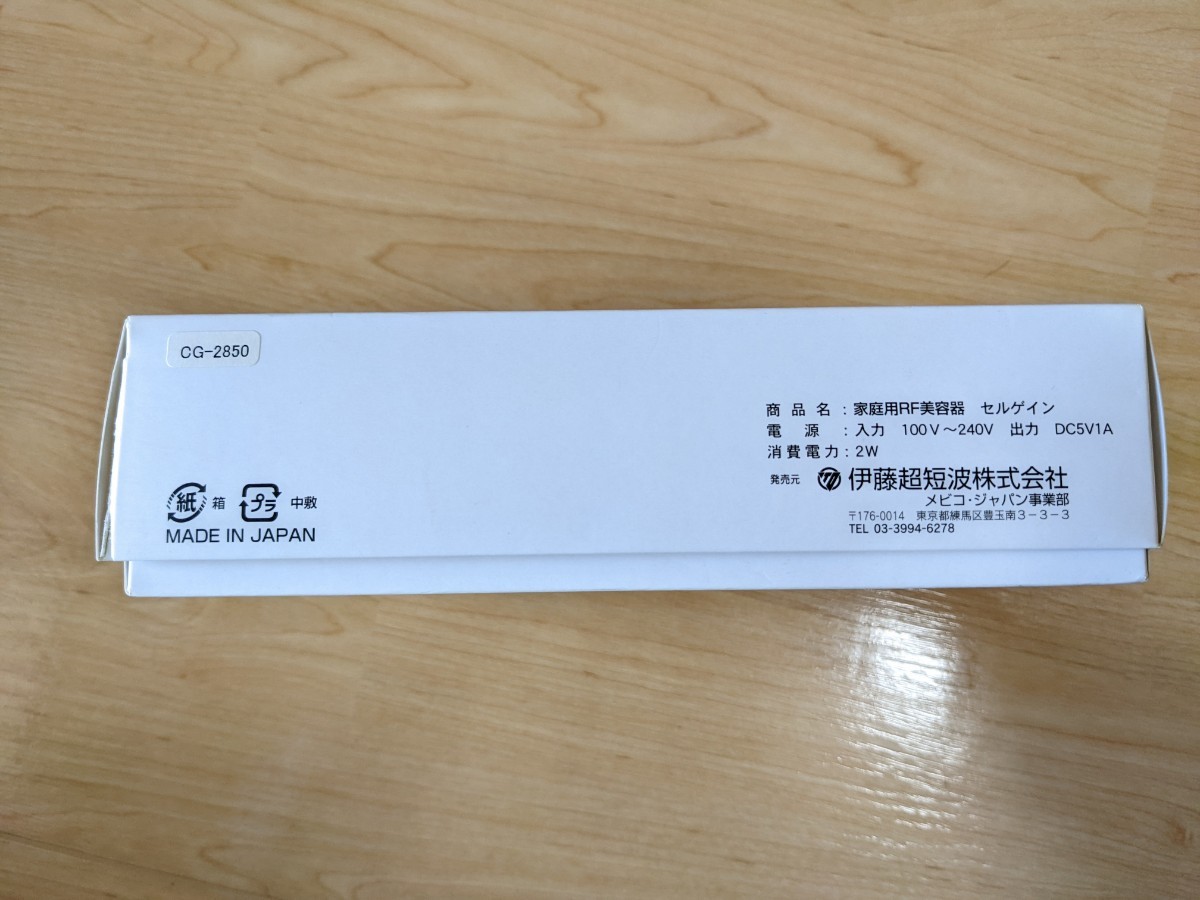 CG-2850
商品名：家庭用RF美容器　セルゲイン
電　源　：入力　100V～240V　出力　DC5V1A
消費電力：2W
発売元　伊藤超短波株式会社
メビコ・ジャパン事業部
〒176-0014　東京都練馬区豊玉南3-3-3
TEL 03-3994-6278
紙 箱 プラ 中敷
MADE IN JAPAN